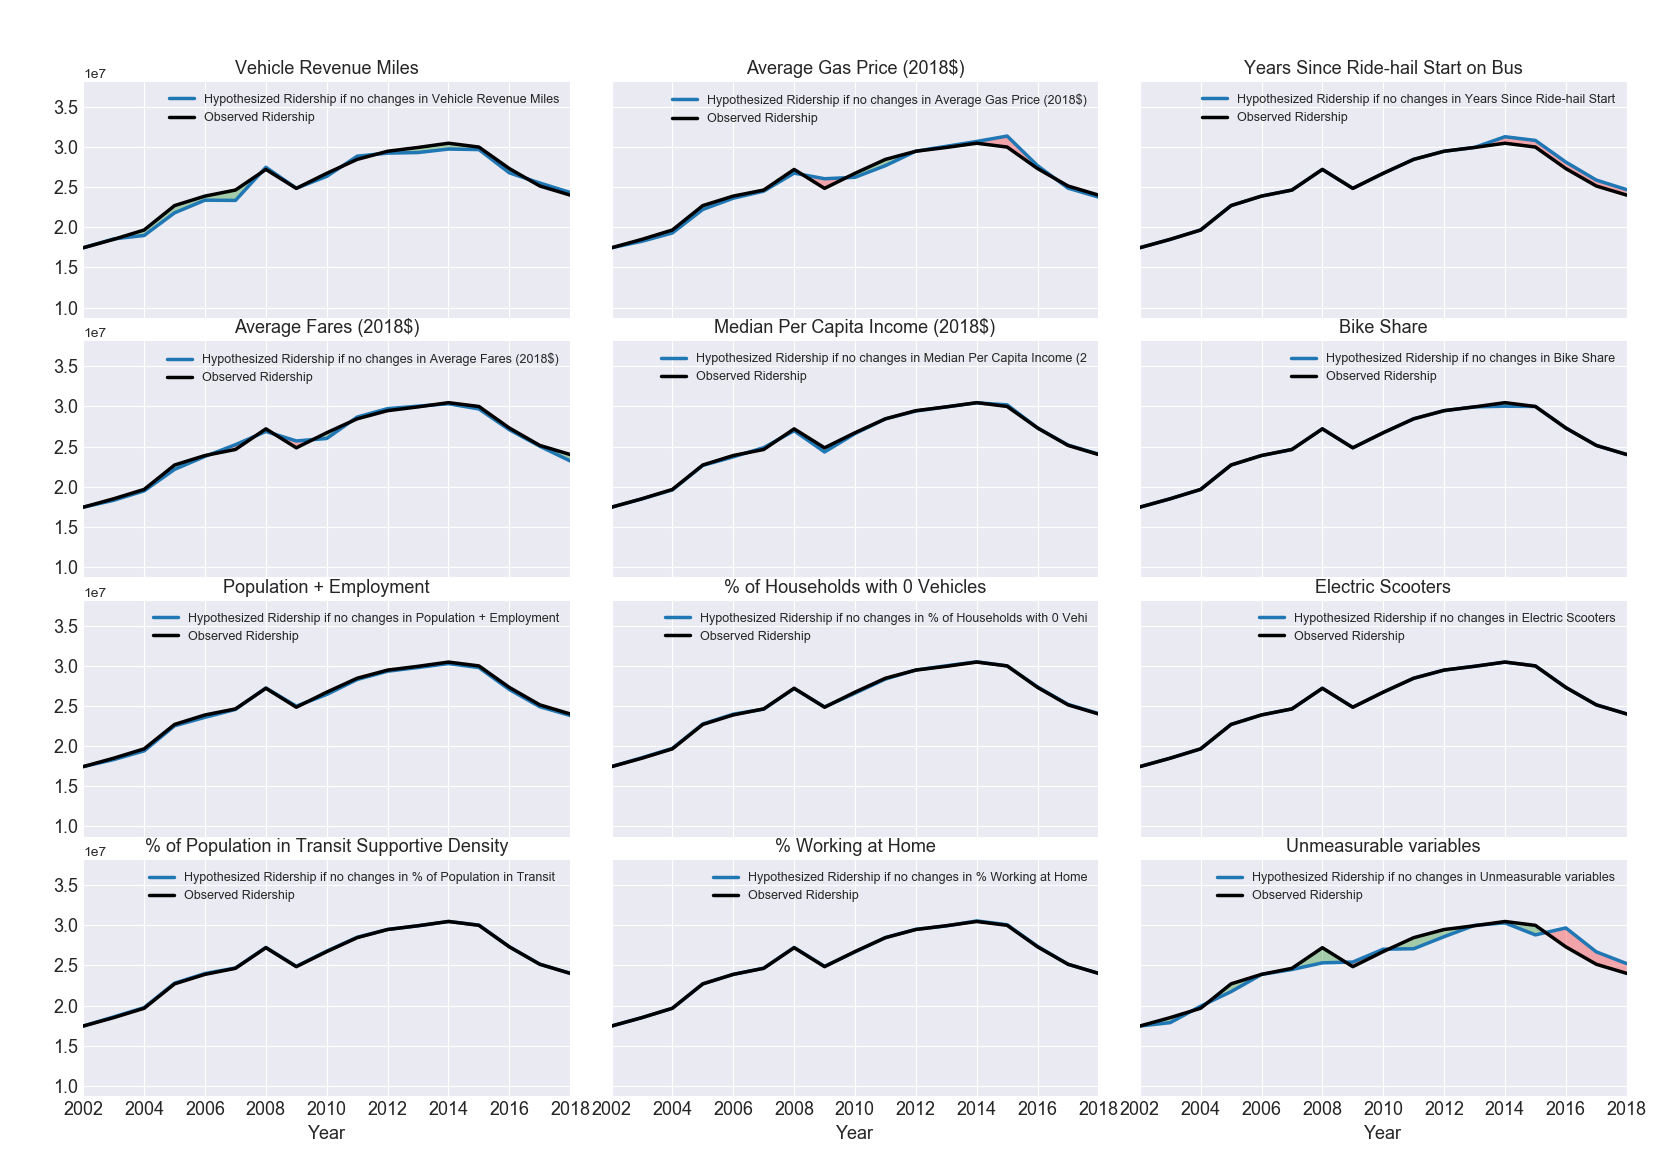 Vehicle Revenue Miles
1e7
Hypothesized Ridership if no changes in Vehicle Revenue Miles
Observed Ridership
3.5
3.0
2.5
2.0
1.5
1.0
Average Gas Price (2018$)
Hypothesized Ridership if no changes in Average Gas Price (2018$)
Observed Ridership
Years Since Ride-hail Start on Bus
Hypothesized Ridership if no changes in Years Since Ride-hail Start
Observed Ridership
Average Fares (2018$)
1e7
Hypothesized Ridership if no changes in Average Fares (2018$)
Observed Ridership
3.5
3.0
2.5
2.0
1.5
1.0
Median Per Capita Income (2018$)
Hypothesized Ridership if no changes in Median Per Capita Income (2
Observed Ridership
Bike Share
Hypothesized Ridership if no changes in Bike Share
Observed Ridership
Population + Employment
1e7
Hypothesized Ridership if no changes in Population + Employment
Observed Ridership
3.5
3.0
2.5
2.0
1.5
1.0
% of Households with 0 Vehicles
Hypothesized Ridership if no changes in % of Households with 0 Vehi
Observed Ridership
Electric Scooters
Hypothesized Ridership if no changes in Electric Scooters
Observed Ridership
% of Population in Transit Supportive Density
1e7
Hypothesized Ridership if no changes in % of Population in Transit
Observed Ridership
3.5
3.0
2.5
2.0
1.5
1.0
2002 2004 2006 2008 2010 2012 2014 2016 2018
Year
% Working at Home
Hypothesized Ridership if no changes in % Working at Home
Observed Ridership
2002 2004 2006 2008 2010 2012 2014 2016 2018
Year
Unmeasurable variables
Hypothesized Ridership if no changes in Unmeasurable variables
Observed Ridership
2002 2004 2006 2008 2010 2012 2014 2016 2018
Year